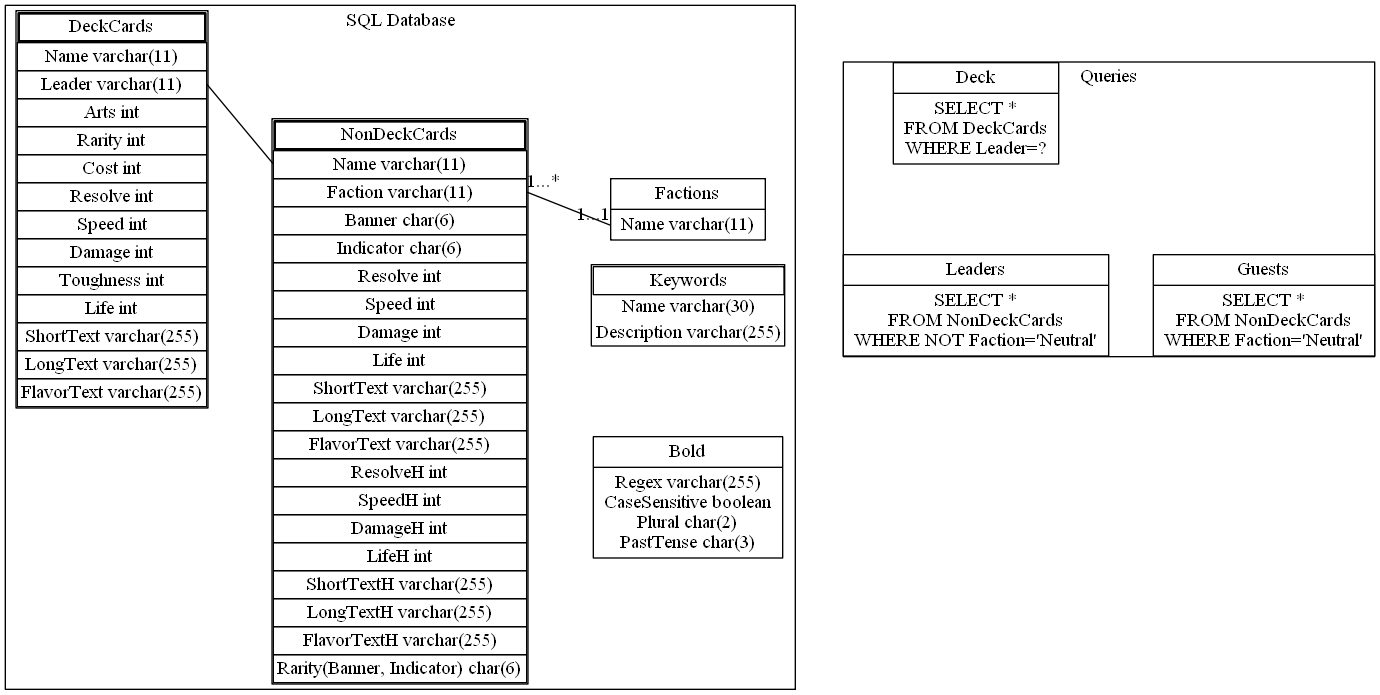 SQL Database
DeckCards
Name varchar(11)
Leader varchar(11)
Arts int
Rarity int
Cost int
Resolve int
Speed int
Damage int
Toughness int
Life int
ShortText varchar(255)
LongText varchar(255)
FlavorText varchar(255)
NonDeckCards
Name varchar(11)
Faction varchar(11)
Banner char(6)
Indicator char(6)
Resolve int
Speed int
Damage int
Life int
ShortText varchar(255)
LongText varchar(255)
FlavorText varchar(255)
ResolveH int
SpeedH int
DamageH int
LifeH int
ShortTextH varchar(255)
LongTextH varchar(255)
FlavorTextH varchar(255)
Rarity(Banner, Indicator) char(6)
1...*
1...1
Factions
Name varchar(11)
Keywords
Name varchar(30)
Description varchar(255)
Bold
Regex varchar(255)
CaseSensitive boolean
Plural char(2)
PastTense char(3)
Queries
Deck
SELECT *
FROM DeckCards
WHERE Leader=?
Leaders
SELECT *
FROM NonDeckCards
WHERE NOT Faction='Neutral'
Guests
SELECT *
FROM NonDeckCards
WHERE Faction='Neutral'